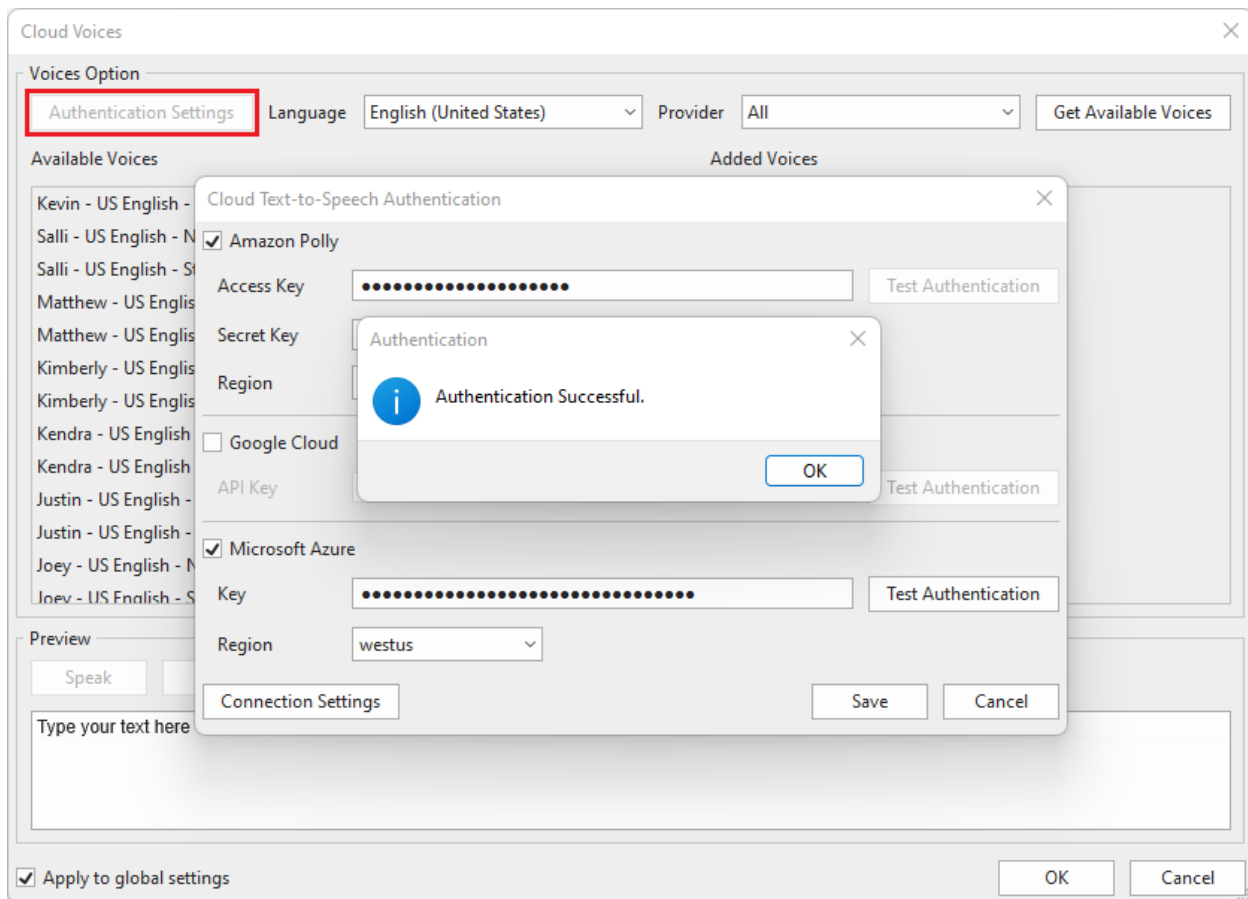 Cloud Voices
Voices Option
Authentication Settings Language English (United States) Provider All Get Available Voices
Available Voices Added Voices
Kevin - US English -
Salli - US English - N
Salli - US English - St
Matthew - US Englis
Matthew - US Englis
Kimberly - US Englis
Kimberly - US Englis
Kendra - US English
Kendra - US English
Justin - US English -
Justin - US English -
Joey - US English - N
Joey - US English - S
Cloud Text-to-Speech Authentication
Amazon Polly
Access Key Test Authentication
Secret Key
Region
Authentication
Authentication Successful.
OK
Google Cloud
API Key Test Authentication
Microsoft Azure
Key Test Authentication
Region westus
Connection Settings Save Cancel
Preview
Speak
Type your text here
Apply to global settings OK Cancel